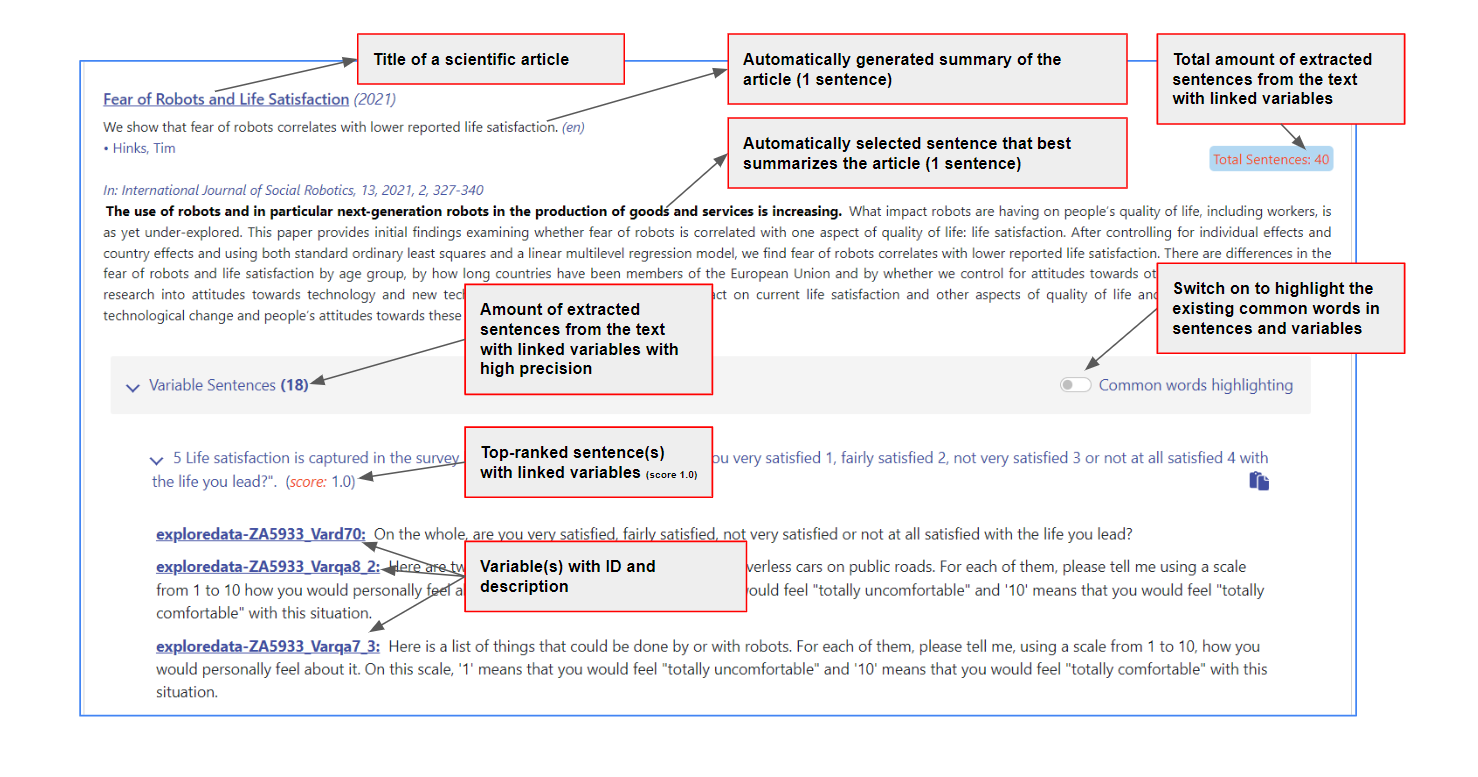 Title of a scientific article
Automatically generated summary of the
article (1 sentence)
Total amount of extracted
sentences from the text
with linked variables
Fear of Robots and Life Satisfaction (2021)
We show that fear of robots correlates with lower reported life satisfaction. (en)
• Hinks, Tim
Automatically selected sentence that best
summarizes the article (1 sentence)
Total Sentences: 40
In: International Journal of Social Robotics, 13, 2021, 2, 327-340
The use of robots and in particular next-generation robots in the production of goods and services is increasing. What impact robots are having on people's quality of life, including workers, is
as yet under-explored. This paper provides initial findings examining whether fear of robots is correlated with one aspect of quality of life: life satisfaction. After controlling for individual effects and
country effects and using both standard ordinary least squares and a linear multilevel regression model, we find fear of robots correlates with lower reported life satisfaction. There are differences in the
fear of robots and life satisfaction by age group, by how long countries have been members of the European Union and by whether we control for attitudes towards
research into attitudes towards technology and new on current life satisfaction and other aspects of quality of life
technological change and people's attitudes towards these
Switch on to highlight the
existing common words in
sentences and variables
Amount of extracted
sentences from the text
with linked variables with
high precision
Variable Sentences (18)
Common words highlighting
Top-ranked sentence(s)
with linked variables (score 1.0)
5 Life satisfaction is captured in the survey very satisfied 1, fairly satisfied 2, not very satisfied 3 or not at all satisfied 4 with
the life you lead?". (score: 1.0)
exploredata-ZA5933_Vard70: On the whole, are you very satisfied, fairly satisfied, not very satisfied or not at all satisfied with the life you lead?
Variable(s) with ID and
description
exploredata-ZA5933_Varqa8_2: Here are cars on public roads. For each of them, please tell me using a scale
from 1 to 10 how you would personally feel would feel "totally uncomfortable" and '10' means that you would feel "totally
comfortable" with this situation.
exploredata-ZA5933_Varqa7_3: Here is a list of things that could be done by or with robots. For each of them, please tell me, using a scale from 1 to 10, how you
would personally feel about it. On this scale, '1' means that you would feel "totally uncomfortable" and '10' means that you would feel "totally comfortable" with this
situation.